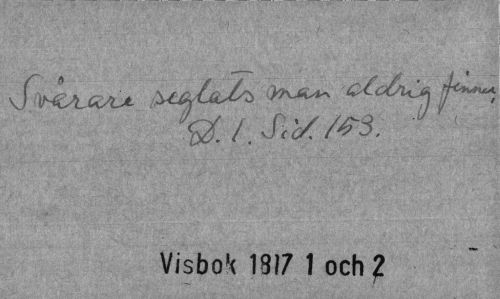 Svårare seglats man aldrig finner,
D. 1. Sid. 153.
Visbok 1817 1 och 2